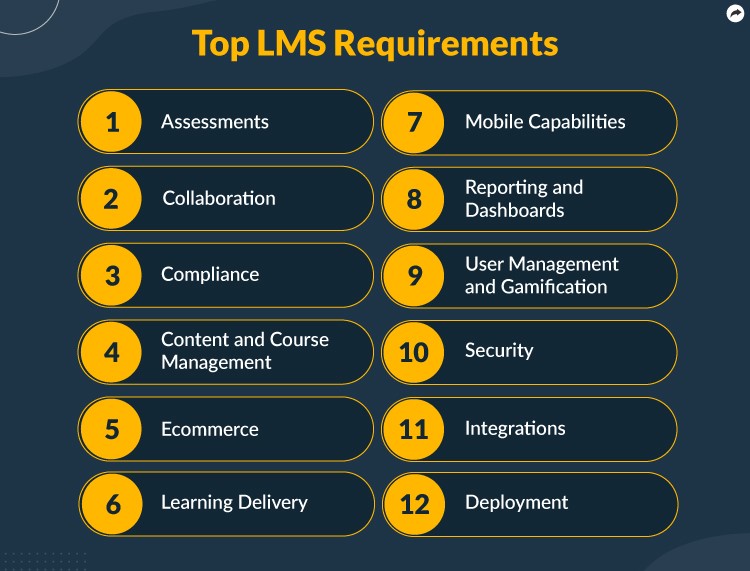 Top LMS Requirements
1 Assessments
2 Collaboration
3 Compliance
4 Content and Course
Management
5 Ecommerce
6 Learning Delivery
7 Mobile Capabilities
8 Reporting and
Dashboards
9 User Management
and Gamification
10 Security
11 Integrations
12 Deployment